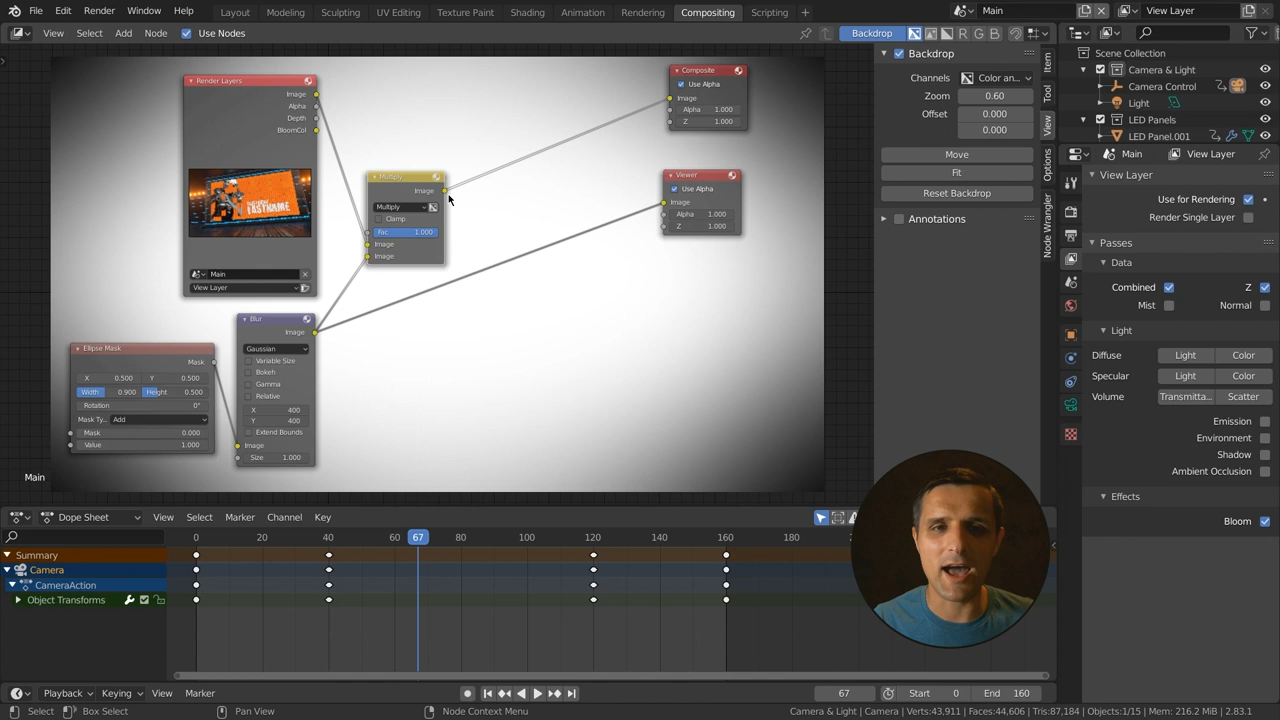 File Edit Render Window Help Layout Modeling Sculpting UV Editing Texture Paint Shading Animation Rendering Compositing Scripting + Main View Layer
View Select Add Node Use Nodes Backdrop R G B
Render Layers
Image
Alpha
Depth
BloomCol
Main
View Layer
Multiply
Image
Multiply
Clamp
Fac 1.000
Image
Image
Composite
Use Alpha
Image
Alpha 1.000
Z 1.000
Viewer
Use Alpha
Image
Alpha 1.000
Z 1.000
Ellipse Mask
Mask
X 0.500 Y 0.500
Width 0.900 Height 0.500
Rotation 0°
Mask Ty... Add
Mask 0.000
Value 1.000
Blur
Image
Gaussian
Variable Size
Bokeh
Gamma
Relative
X 400
Y 400
Extend Bounds
Image
Size 1.000
Main
Backdrop
Channels Color an...
Zoom 0.60
Offset 0.000
0.000
Move
Fit
Reset Backdrop
Annotations
Item
Tool
View
Options
Node Wrangler
Scene Collection
Camera & Light
Camera Control
Light
LED Panels
LED Panel.001
Main View Layer
View Layer
Use for Rendering
Render Single Layer
Passes
Data
Combined Z
Mist Normal
Light
Diffuse Light Color
Specular Light Color
Volume Transmitta... Scatter
Emission
Environment
Shadow
Ambient Occlusion
Effects
Bloom
Dope Sheet View Select Marker Channel Key
0 20 40 60 67 80 100 120 140 160 180
Summary
Camera
CameraAction
Object Transforms
Playback Keying View Marker 67 Start 0 End 160
Select Box Select Pan View Node Context Menu Camera & Light | Camera | Verts:43,911 | Faces:44,606 | Tris:87,184 | Objects:1/15 | Mem: 216.2 MiB | 2.83.1